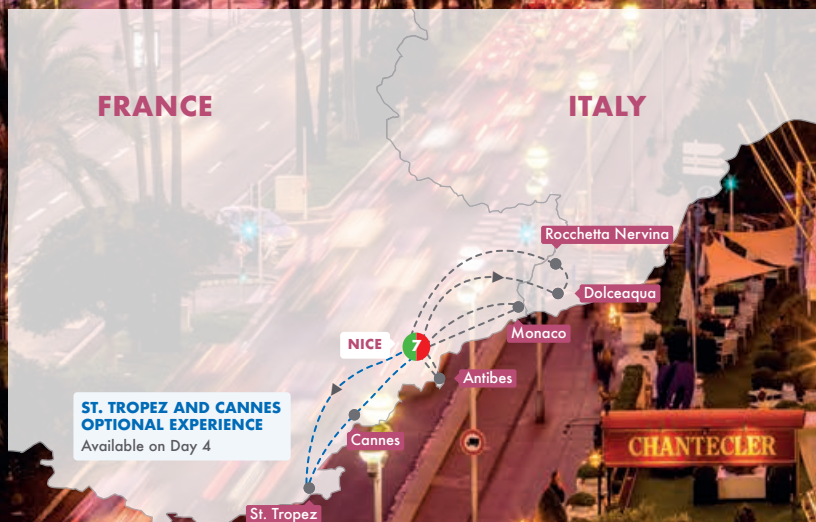 FRANCE
ITALY
Rocchetta Nervina
Dolceaqua
Monaco
NICE
7
Antibes
ST. TROPEZ AND CANNES
OPTIONAL EXPERIENCE
Available on Day 4
Cannes
CHANTECLER
St. Tropez